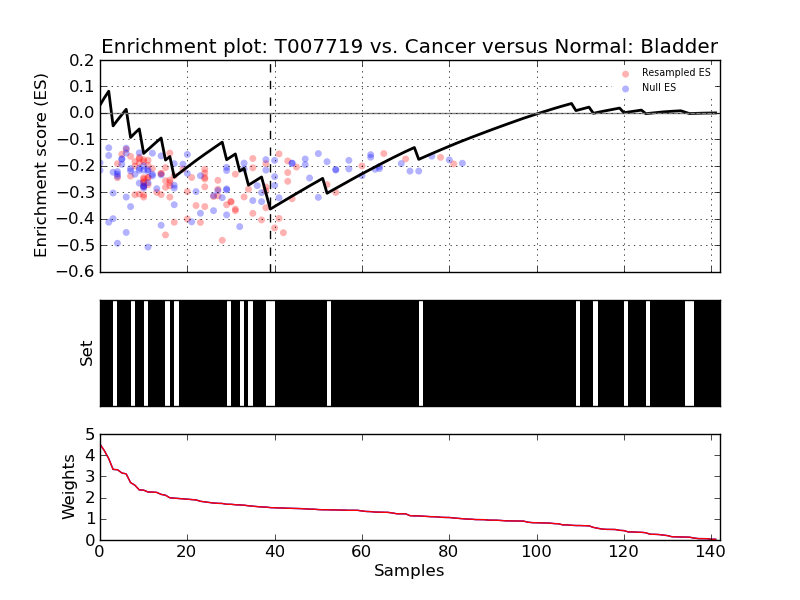 Enrichment plot: T007719 vs. Cancer versus Normal: Bladder
Enrichment score (ES)
0.2
0.1
0.0
−0.1
−0.2
−0.3
−0.4
−0.5
−0.6
Resampled ES
Null ES
Set
Weights
5
4
3
2
1
0
0 20 40 60 80 100 120 140
Samples